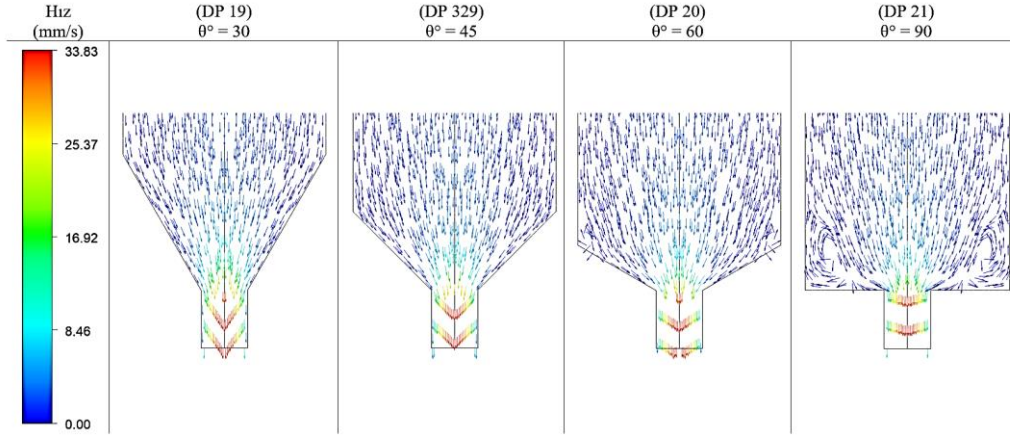 Hız
(mm/s)
(DP 19)
θ° = 30
(DP 329)
θ° = 45
(DP 20)
θ° = 60
(DP 21)
θ° = 90
33.83
25.37
16.92
8.46
0.00